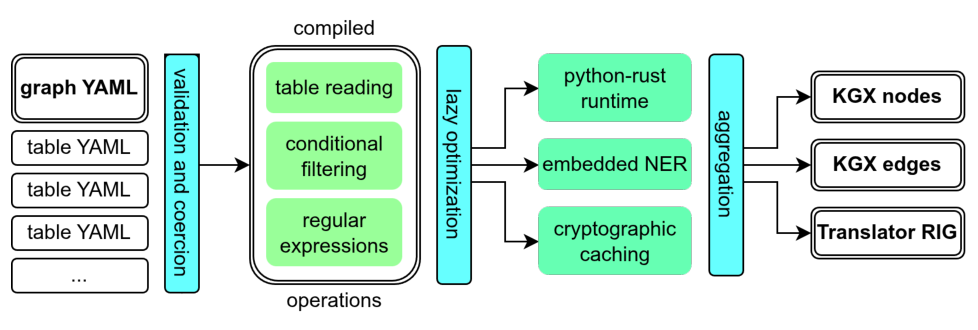 graph YAML
table YAML
table YAML
table YAML
...
validation and coercion
compiled
table reading
conditional
filtering
regular
expressions
operations
lazy optimization
python-rust
runtime
embedded NER
cryptographic
caching
aggregation
KGX nodes
KGX edges
Translator RIG